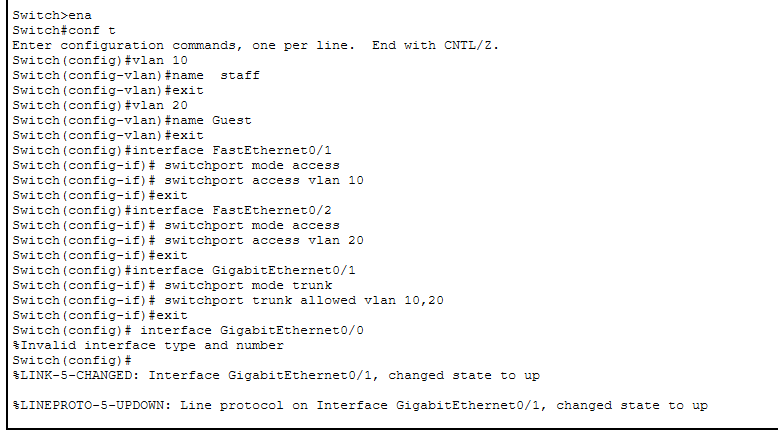 Switch>ena
Switch#conf t
Enter configuration commands, one per line.  End with CNTL/Z.
Switch(config)#vlan 10
Switch(config-vlan)#name  staff
Switch(config-vlan)#exit
Switch(config)#vlan 20
Switch(config-vlan)#name Guest
Switch(config-vlan)#exit
Switch(config)#interface FastEthernet0/1
Switch(config-if)# switchport mode access
Switch(config-if)# switchport access vlan 10
Switch(config-if)#exit
Switch(config)#interface FastEthernet0/2
Switch(config-if)# switchport mode access
Switch(config-if)# switchport access vlan 20
Switch(config-if)#exit
Switch(config)#interface GigabitEthernet0/1
Switch(config-if)# switchport mode trunk
Switch(config-if)# switchport trunk allowed vlan 10,20
Switch(config-if)#exit
Switch(config)# interface GigabitEthernet0/0
%Invalid interface type and number
Switch(config)#
%LINK-5-CHANGED: Interface GigabitEthernet0/1, changed state to up
%LINEPROTO-5-UPDOWN: Line protocol on Interface GigabitEthernet0/1, changed state to up